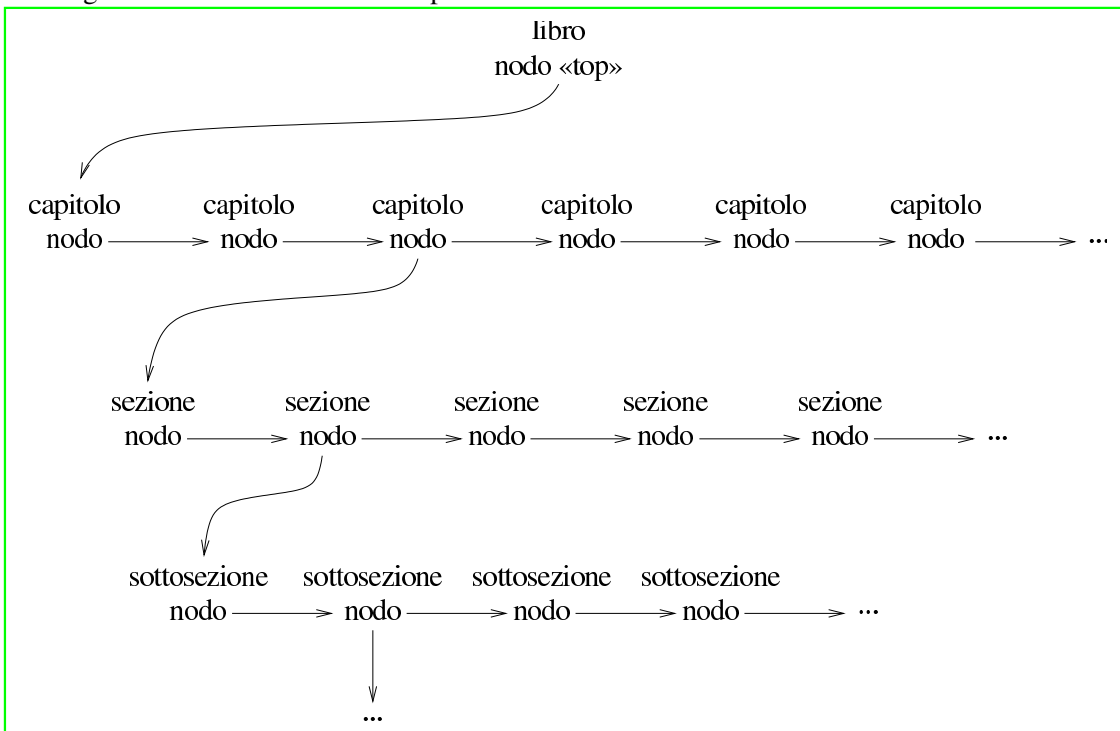 libro
nodo «top»
capitolo capitolo capitolo capitolo capitolo capitolo
nodo nodo nodo nodo nodo nodo ...
sezione sezione sezione sezione sezione
nodo nodo nodo nodo nodo ...
sottosezione sottosezione sottosezione sottosezione
nodo nodo nodo nodo ...
...